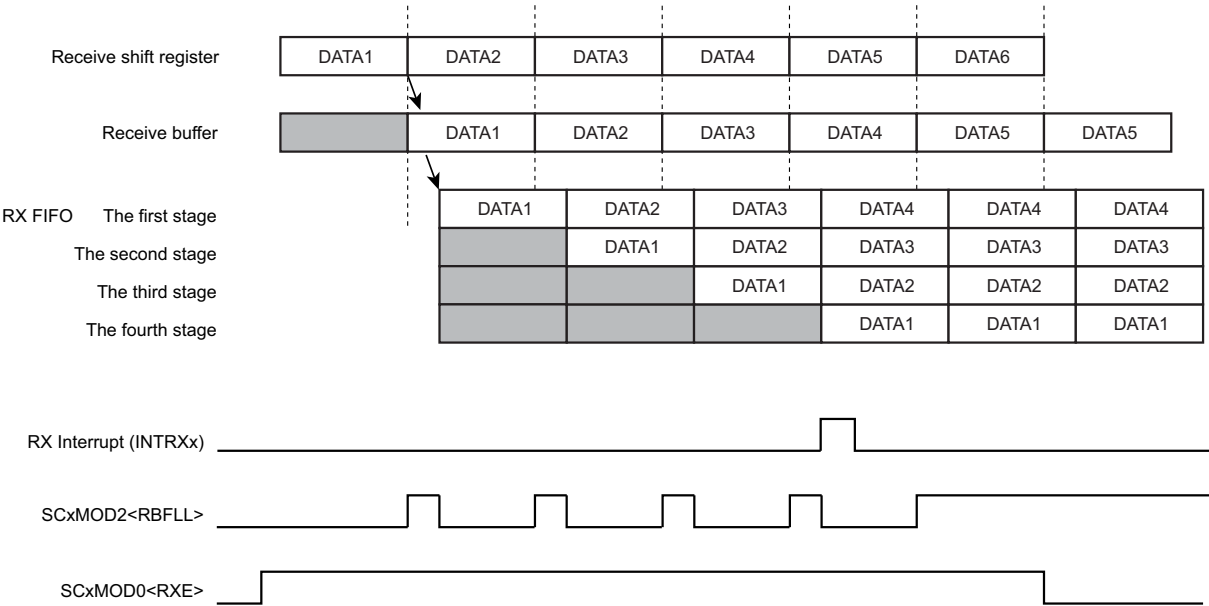 Receive shift register DATA1 DATA2 DATA3 DATA4 DATA5 DATA6
Receive buffer DATA1 DATA2 DATA3 DATA4 DATA5 DATA5
RX FIFO The first stage DATA1 DATA2 DATA3 DATA4 DATA4 DATA4
The second stage DATA1 DATA2 DATA3 DATA3 DATA3
The third stage DATA1 DATA2 DATA2 DATA2
The fourth stage DATA1 DATA1 DATA1
RX Interrupt (INTRXx)
SCxMOD2<RBFLL>
SCxMOD0<RXE>